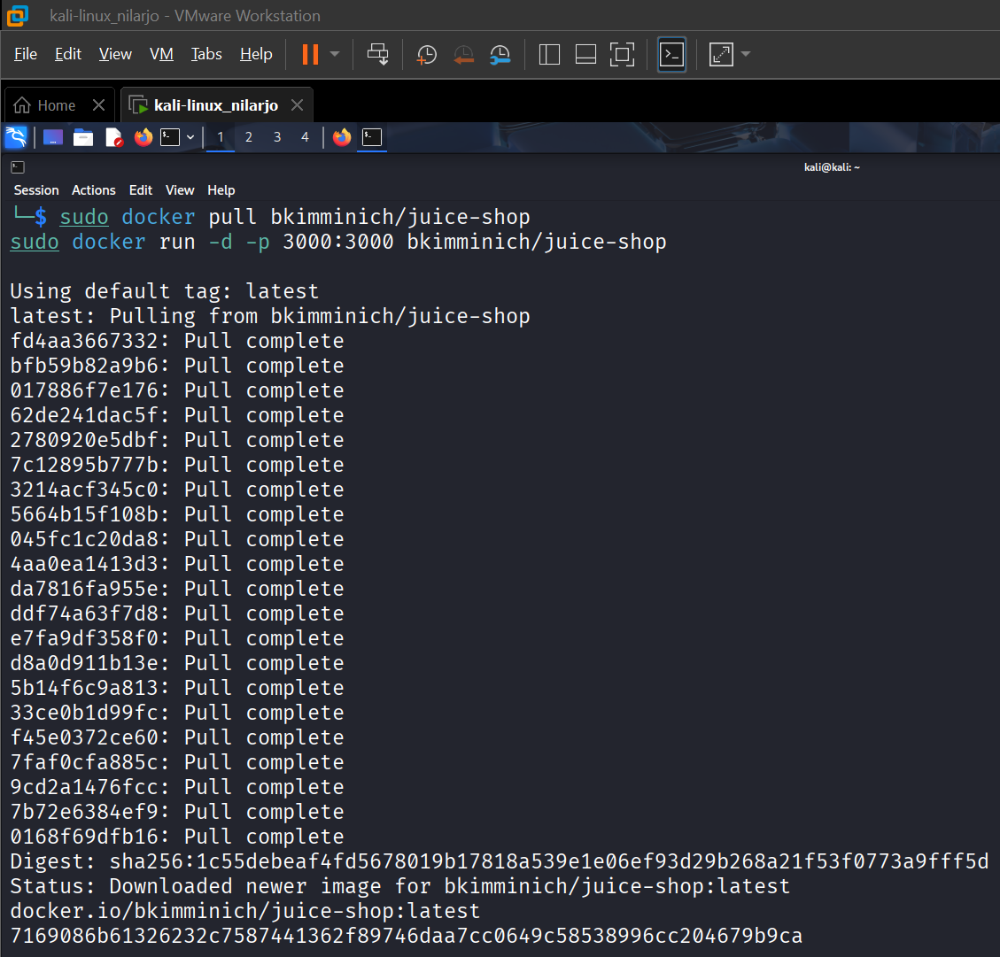 kali-linux_nilarjo - VMware Workstation
File Edit View VM Tabs Help
Home kali-linux_nilarjo
1 2 3 4
kali@kali: ~
Session Actions Edit View Help
└─$ sudo docker pull bkimminich/juice-shop
sudo docker run -d -p 3000:3000 bkimminich/juice-shop
Using default tag: latest
latest: Pulling from bkimminich/juice-shop
fd4aa3667332: Pull complete
bfb59b82a9b6: Pull complete
017886f7e176: Pull complete
62de241dac5f: Pull complete
2780920e5dbf: Pull complete
7c12895b777b: Pull complete
3214acf345c0: Pull complete
5664b15f108b: Pull complete
045fc1c20da8: Pull complete
4aa0ea1413d3: Pull complete
da7816fa955e: Pull complete
ddf74a63f7d8: Pull complete
e7fa9df358f0: Pull complete
d8a0d911b13e: Pull complete
5b14f6c9a813: Pull complete
33ce0b1d99fc: Pull complete
f45e0372ce60: Pull complete
7faf0cfa885c: Pull complete
9cd2a1476fcc: Pull complete
7b72e6384ef9: Pull complete
0168f69dfb16: Pull complete
Digest: sha256:1c55debeaf4fd5678019b17818a539e1e06ef93d29b268a21f53f0773a9fff5d
Status: Downloaded newer image for bkimminich/juice-shop:latest
docker.io/bkimminich/juice-shop:latest
7169086b61326232c7587441362f89746daa7cc0649c58538996cc204679b9ca